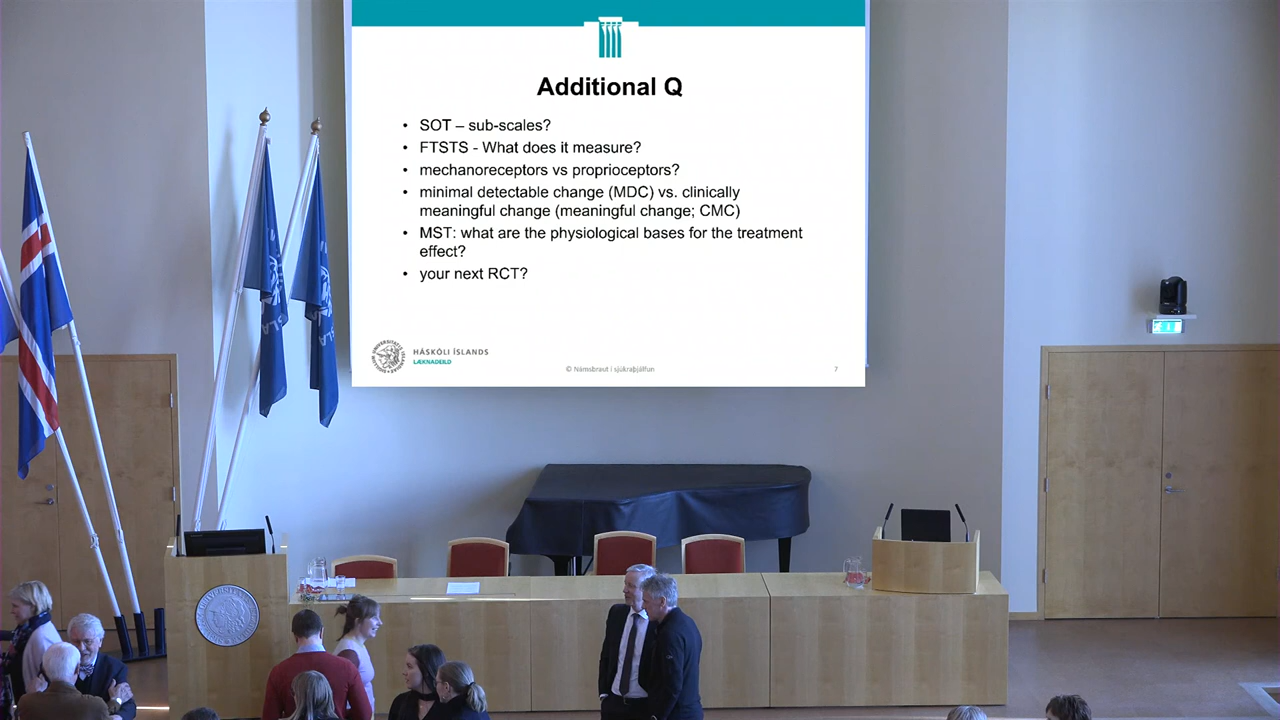 Additional Q
• SOT – sub-scales?
• FTSTS - What does it measure?
• mechanoreceptors vs proprioceptors?
• minimal detectable change (MDC) vs. clinically
meaningful change (meaningful change; CMC)
• MST: what are the physiological bases for the treatment
effect?
• your next RCT?
HÁSKÓLI ÍSLANDS
LÆKNADEILD
© Námsbraut í sjúkraþjálfun
7